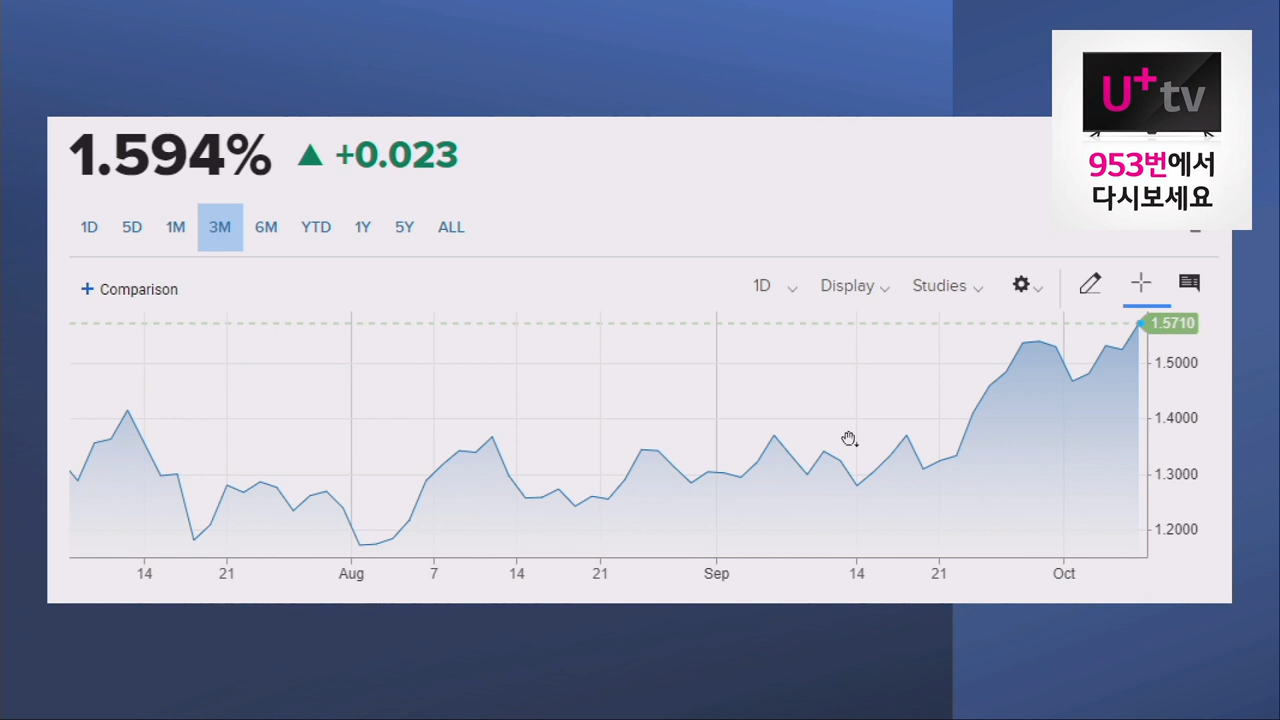 U+tv
953번에서
다시보세요
1.594% ▲ +0.023
1D 5D 1M 3M 6M YTD 1Y 5Y ALL
+ Comparison 1D Display Studies
1.5710
1.5000
1.4000
1.3000
1.2000
14 21 Aug 7 14 21 Sep 14 21 Oct